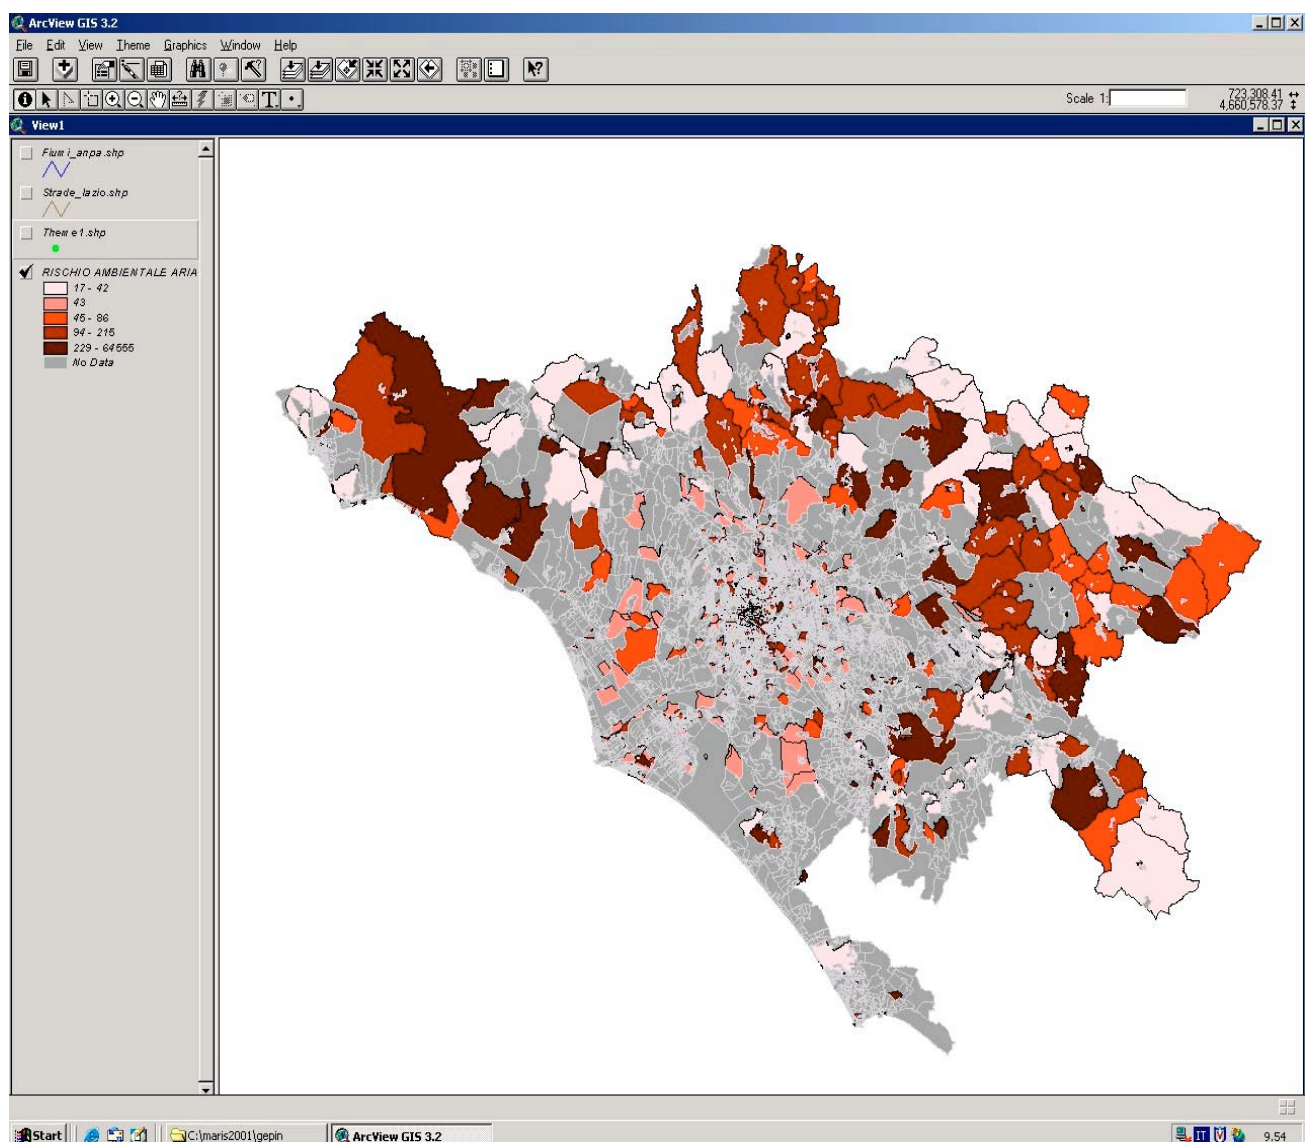 ArcView GIS 3.2
File Edit View Theme Graphics Window Help
Scale 1:
723,308.41
4,660,578.37
View1
Fiumi_anpa.shp
Strade_lazio.shp
Theme1.shp
RISCHIO AMBIENTALE ARIA
17 - 42
43
45 - 86
94 - 215
229 - 64555
No Data
Start C:\maris2001\gepin ArcView GIS 3.2 IT 9.54